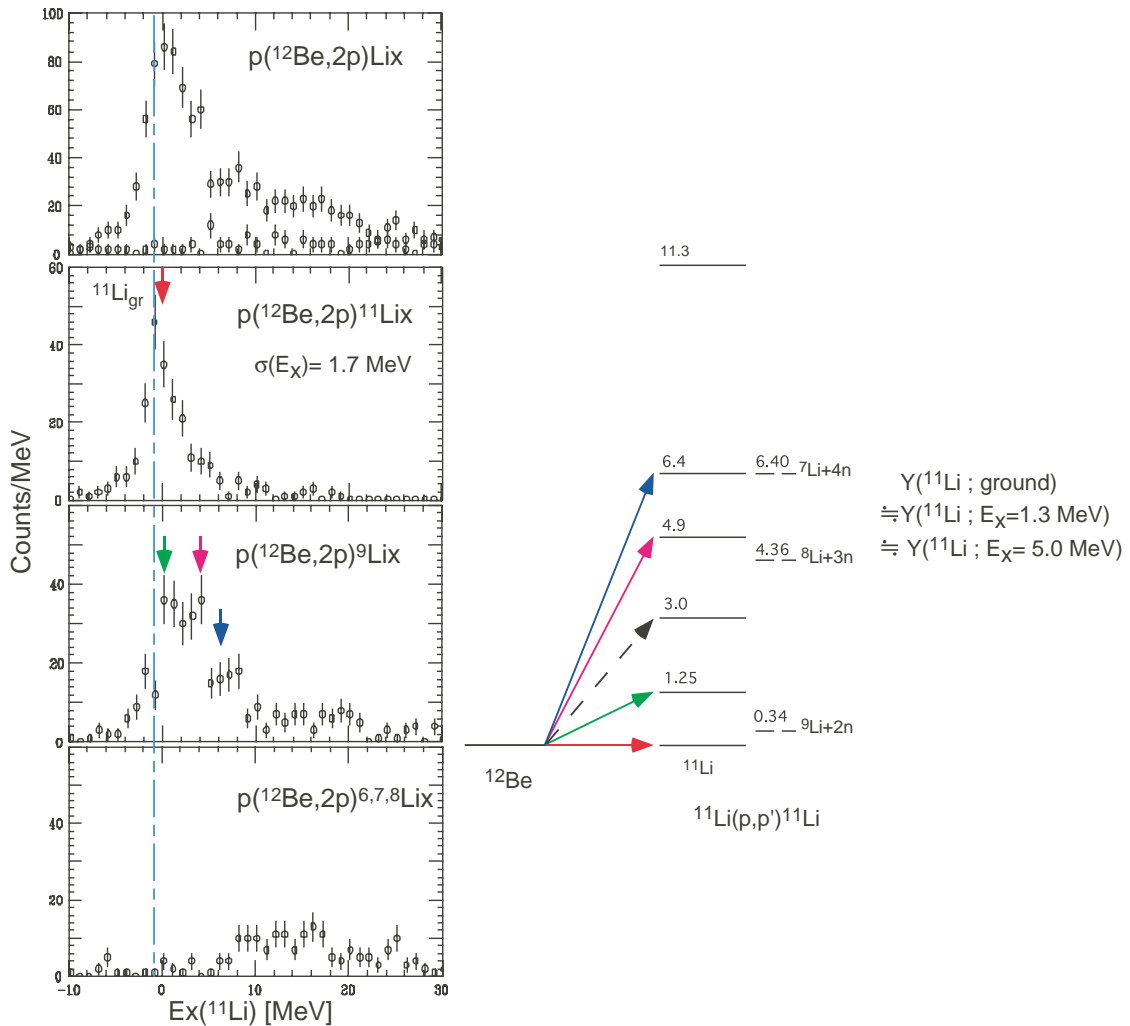 100
80
60
40
20
0
p(¹²Be,2p)Lix
60
40
20
0
¹¹Li_gr
p(¹²Be,2p)¹¹Lix
σ(E_X)= 1.7 MeV
40
20
0
p(¹²Be,2p)⁹Lix
40
20
0
p(¹²Be,2p)⁶,⁷,⁸Lix
-10 0 10 20 30
Ex(¹¹Li) [MeV]
Counts/MeV
11.3
6.4 6.40 ⁷Li+4n
4.9
4.36 ⁸Li+3n
3.0
1.25
0.34 ⁹Li+2n
¹²Be
¹¹Li
¹¹Li(p,p')¹¹Li
Y(¹¹Li ; ground)
≒Y(¹¹Li ; E_X=1.3 MeV)
≒ Y(¹¹Li ; E_X= 5.0 MeV)